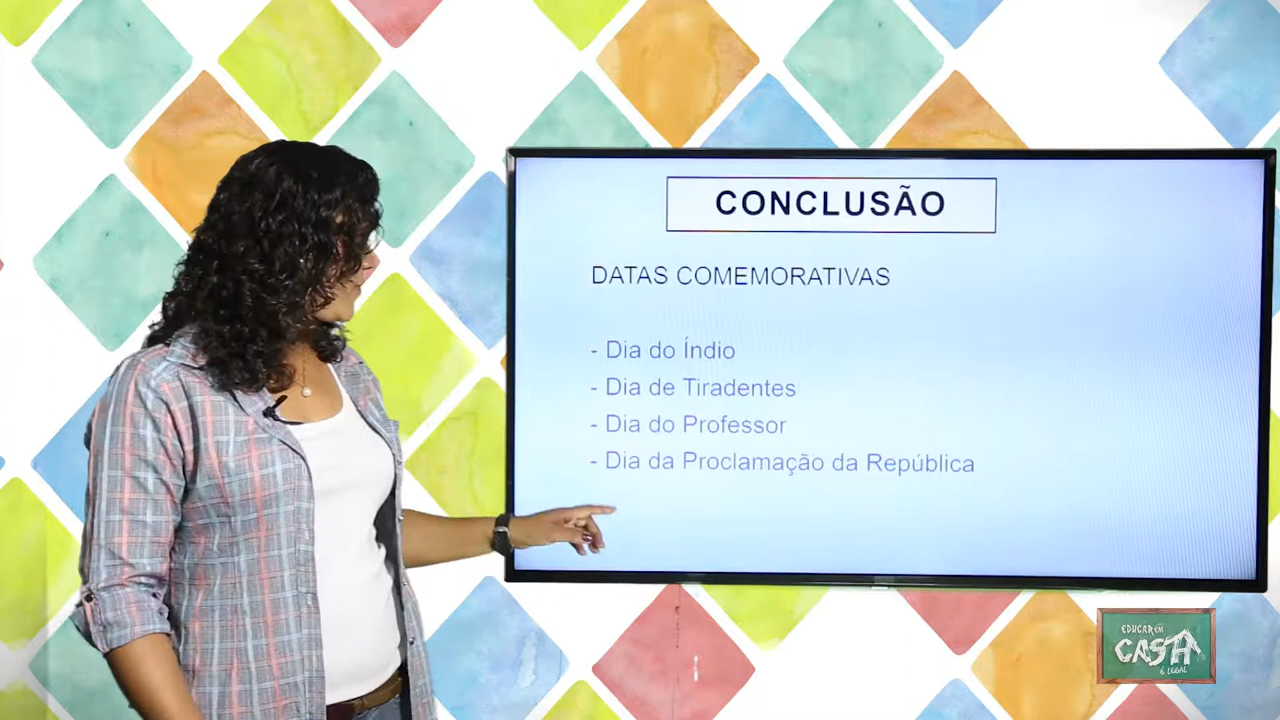 CONCLUSÃO
DATAS COMEMORATIVAS
- Dia do Índio
- Dia de Tiradentes
- Dia do Professor
- Dia da Proclamação da República
EDUCAR EM
CASA
É LEGAL